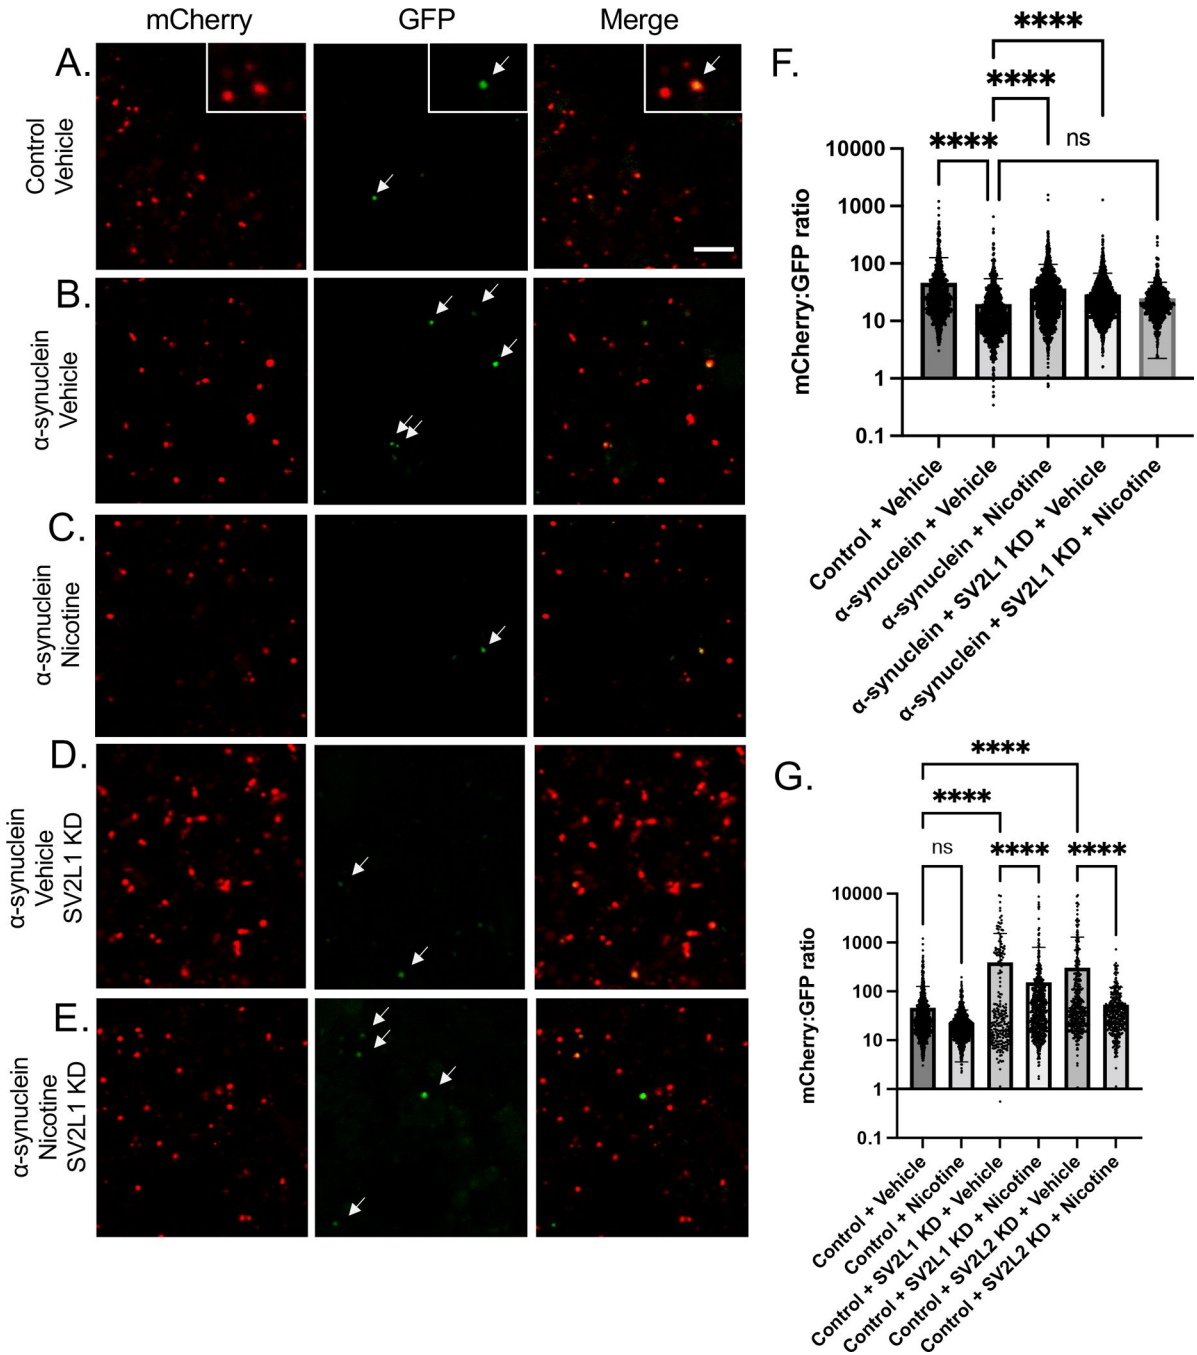 mCherry GFP Merge
A.
Control
Vehicle
B.
α-synuclein
Vehicle
C.
α-synuclein
Nicotine
D.
α-synuclein
Vehicle
SV2L1 KD
E.
α-synuclein
Nicotine
SV2L1 KD
F.
****
****
**** ns
mCherry:GFP ratio
10000
1000
100
10
1
0.1
Control + Vehicle
α-synuclein + Vehicle
α-synuclein + Nicotine
α-synuclein + SV2L1 KD + Vehicle
α-synuclein + SV2L1 KD + Nicotine
G.
****
****
ns **** ****
mCherry:GFP ratio
10000
1000
100
10
1
0.1
Control + Vehicle
Control + Nicotine
Control + SV2L1 KD + Vehicle
Control + SV2L1 KD + Nicotine
Control + SV2L2 KD + Vehicle
Control + SV2L2 KD + Nicotine